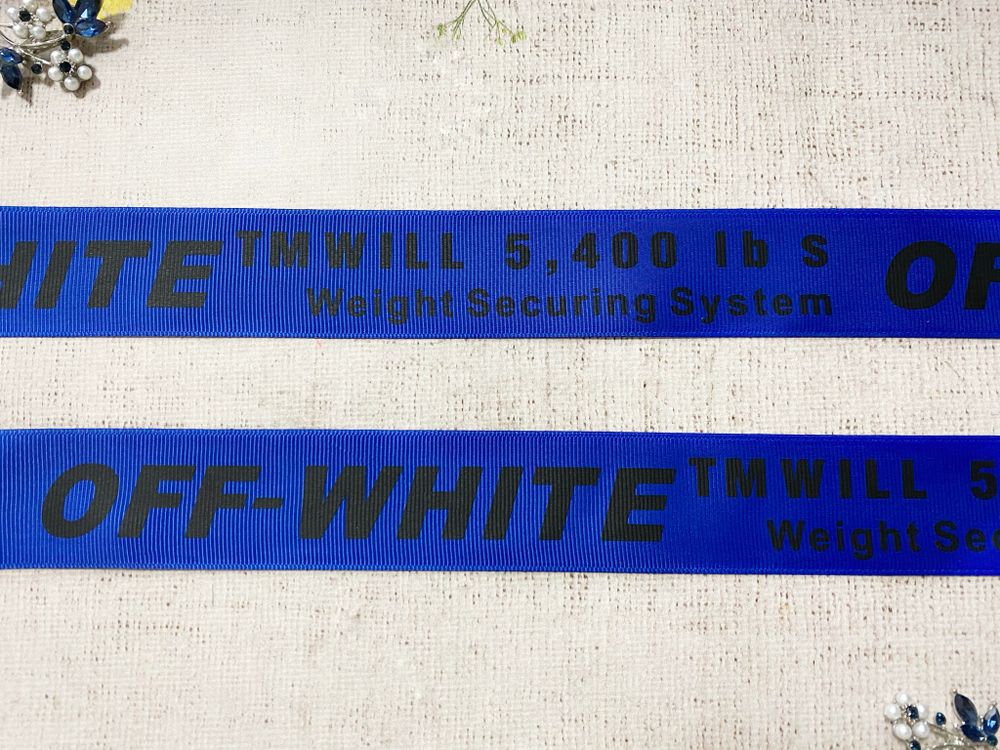 HITE TMWILL 5,400 lb s OF
Weight Securing System
OFF-WHITE TMWILL 5
Weight Sec